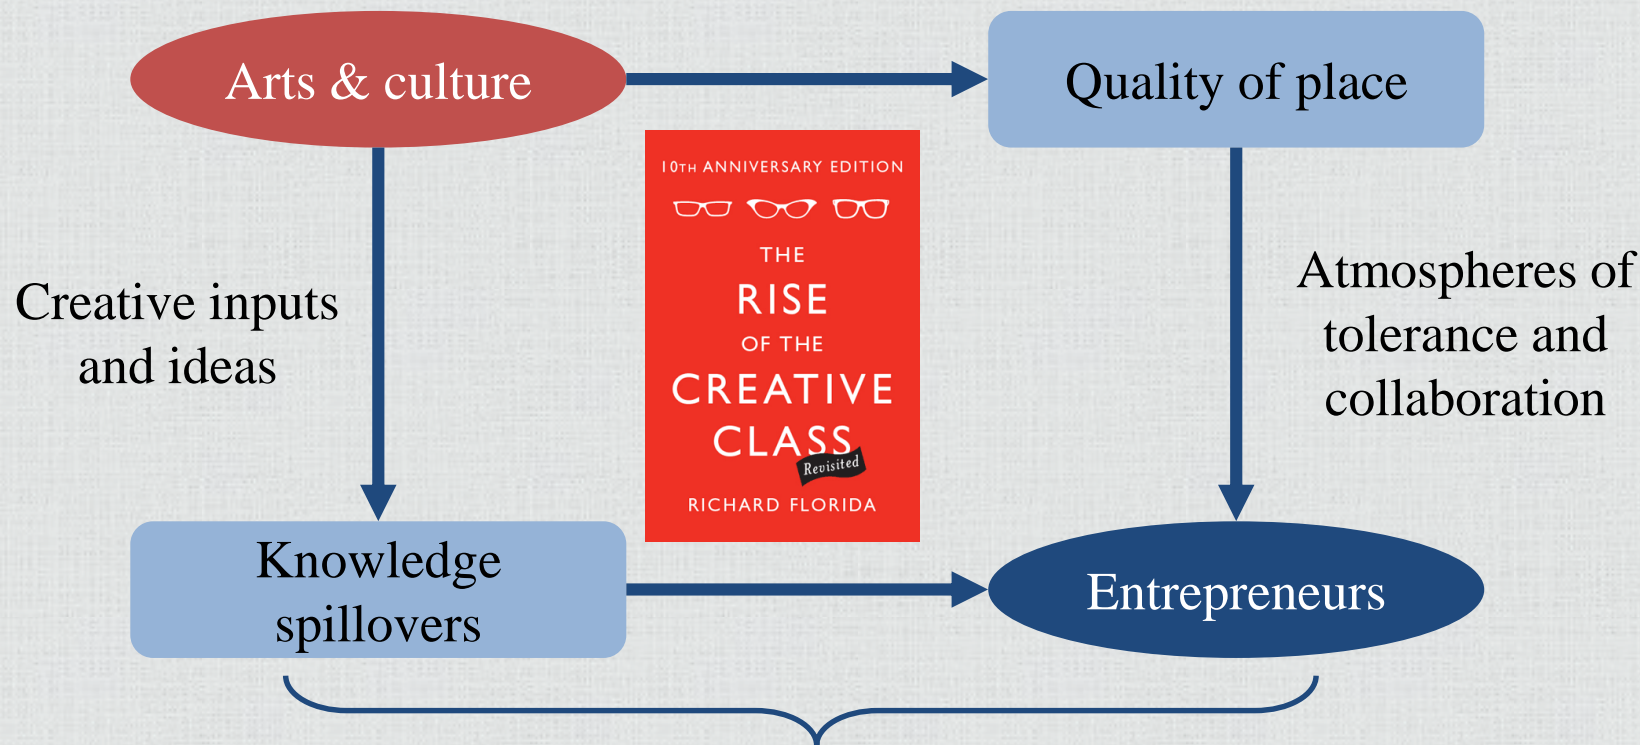 Arts & culture
Quality of place
10TH ANNIVERSARY EDITION
THE
RISE
OF THE
CREATIVE
CLASS
Revisited
RICHARD FLORIDA
Creative inputs
and ideas
Atmospheres of
tolerance and
collaboration
Knowledge
spillovers
Entrepreneurs